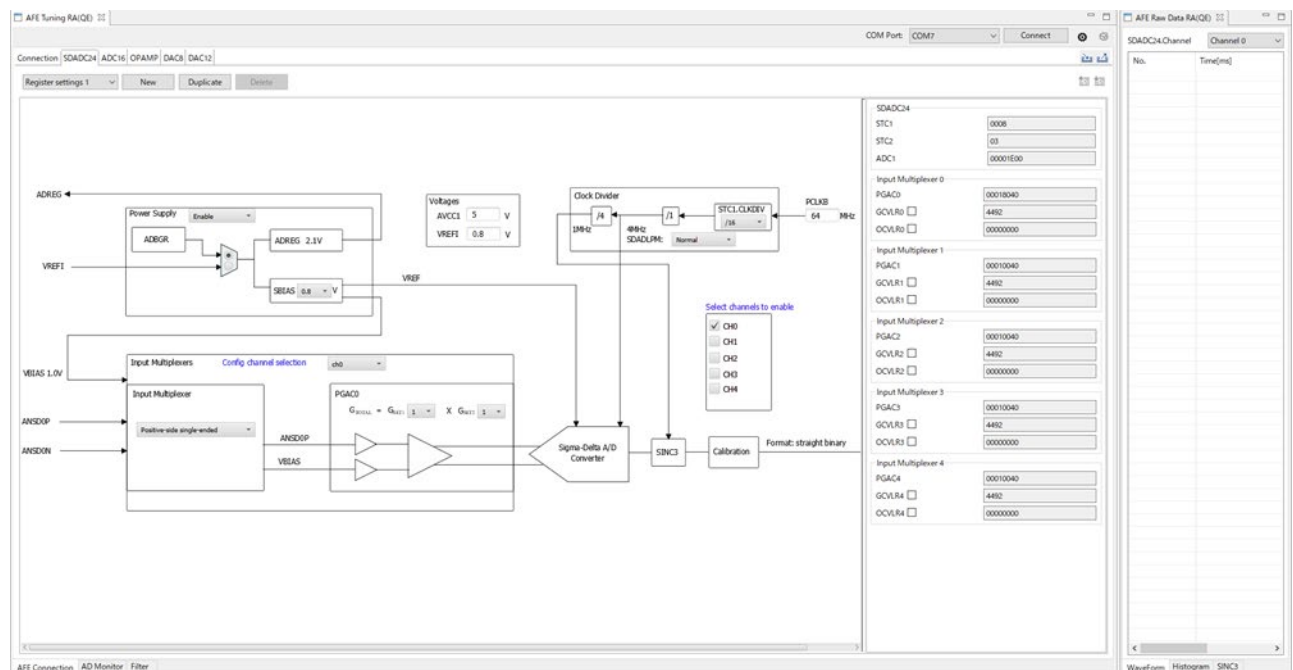 AFE Tuning RA(QE)
COM Port: COM7 Connect
Connection SDADC24 ADC16 OPAMP DAC8 DAC12
Register settings 1 New Duplicate Delete
ADREG
Power Supply Enable
ADBGR
ADREG 2.1V
VREFI
SBIAS 0.8 V
Voltages
AVCC1 5 V
VREFI 0.8 V
VREF
Clock Divider
/4 /1 STC1.CLKDIV
/16
PCLKB
64 MHz
1MHz 4MHz
SDADLPM: Normal
Select channels to enable
CH0
CH1
CH2
CH3
CH4
VBIAS 1.0V
Input Multiplexers Config channel selection ch0
Input Multiplexer
Positive-side single-ended
ANSD0P
ANSD0N
PGAC0
X 1 1
ANSD0P
VBIAS
Sigma-Delta A/D
Converter
SINC3
Calibration
Format: straight binary
SDADC24
STC1 0008
STC2 03
ADC1 00001E00
Input Multiplexer 0
PGAC0 00018040
GCVLR0 4492
OCVLR0 00000000
Input Multiplexer 1
PGAC1 00010040
GCVLR1 4492
OCVLR1 00000000
Input Multiplexer 2
PGAC2 00010040
GCVLR2 4492
OCVLR2 00000000
Input Multiplexer 3
PGAC3 00010040
GCVLR3 4492
OCVLR3 00000000
Input Multiplexer 4
PGAC4 00010040
GCVLR4 4492
OCVLR4 00000000
AFE Connection AD Monitor Filter
AFE Raw Data RA(QE)
SDADC24.Channel Channel 0
No. Time[ms]
WaveForm Histogram SINC3